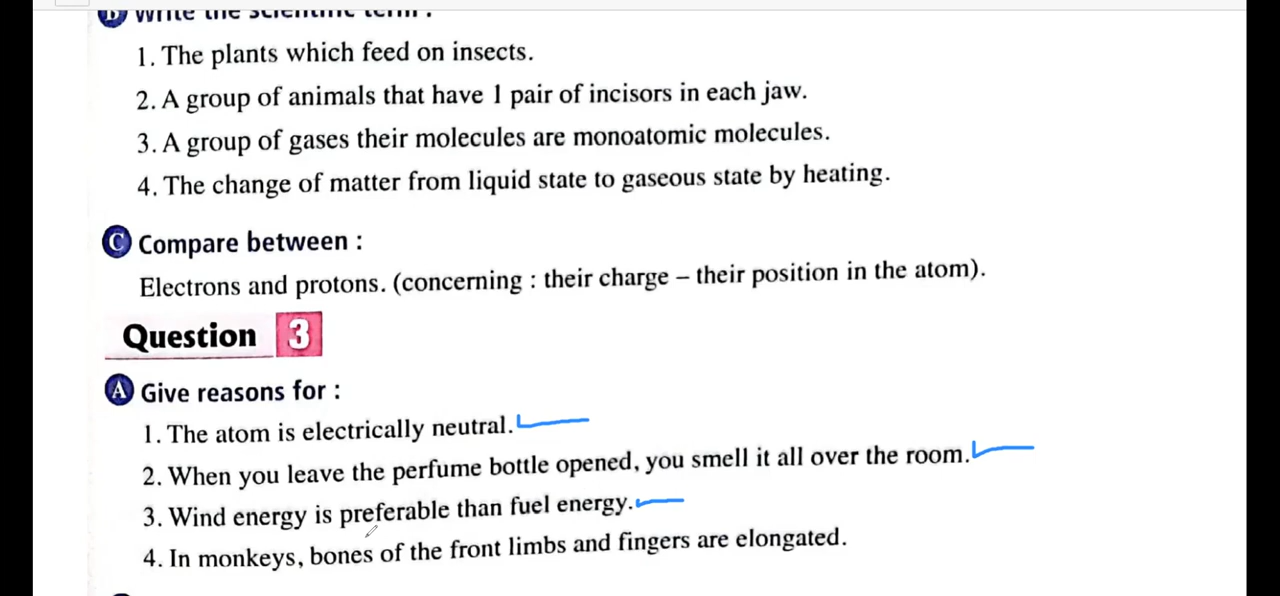 B Write the scientific term :
1. The plants which feed on insects.
2. A group of animals that have 1 pair of incisors in each jaw.
3. A group of gases their molecules are monoatomic molecules.
4. The change of matter from liquid state to gaseous state by heating.
C Compare between :
Electrons and protons. (concerning : their charge – their position in the atom).
Question 3
A Give reasons for :
1. The atom is electrically neutral.
2. When you leave the perfume bottle opened, you smell it all over the room.
3. Wind energy is preferable than fuel energy.
4. In monkeys, bones of the front limbs and fingers are elongated.